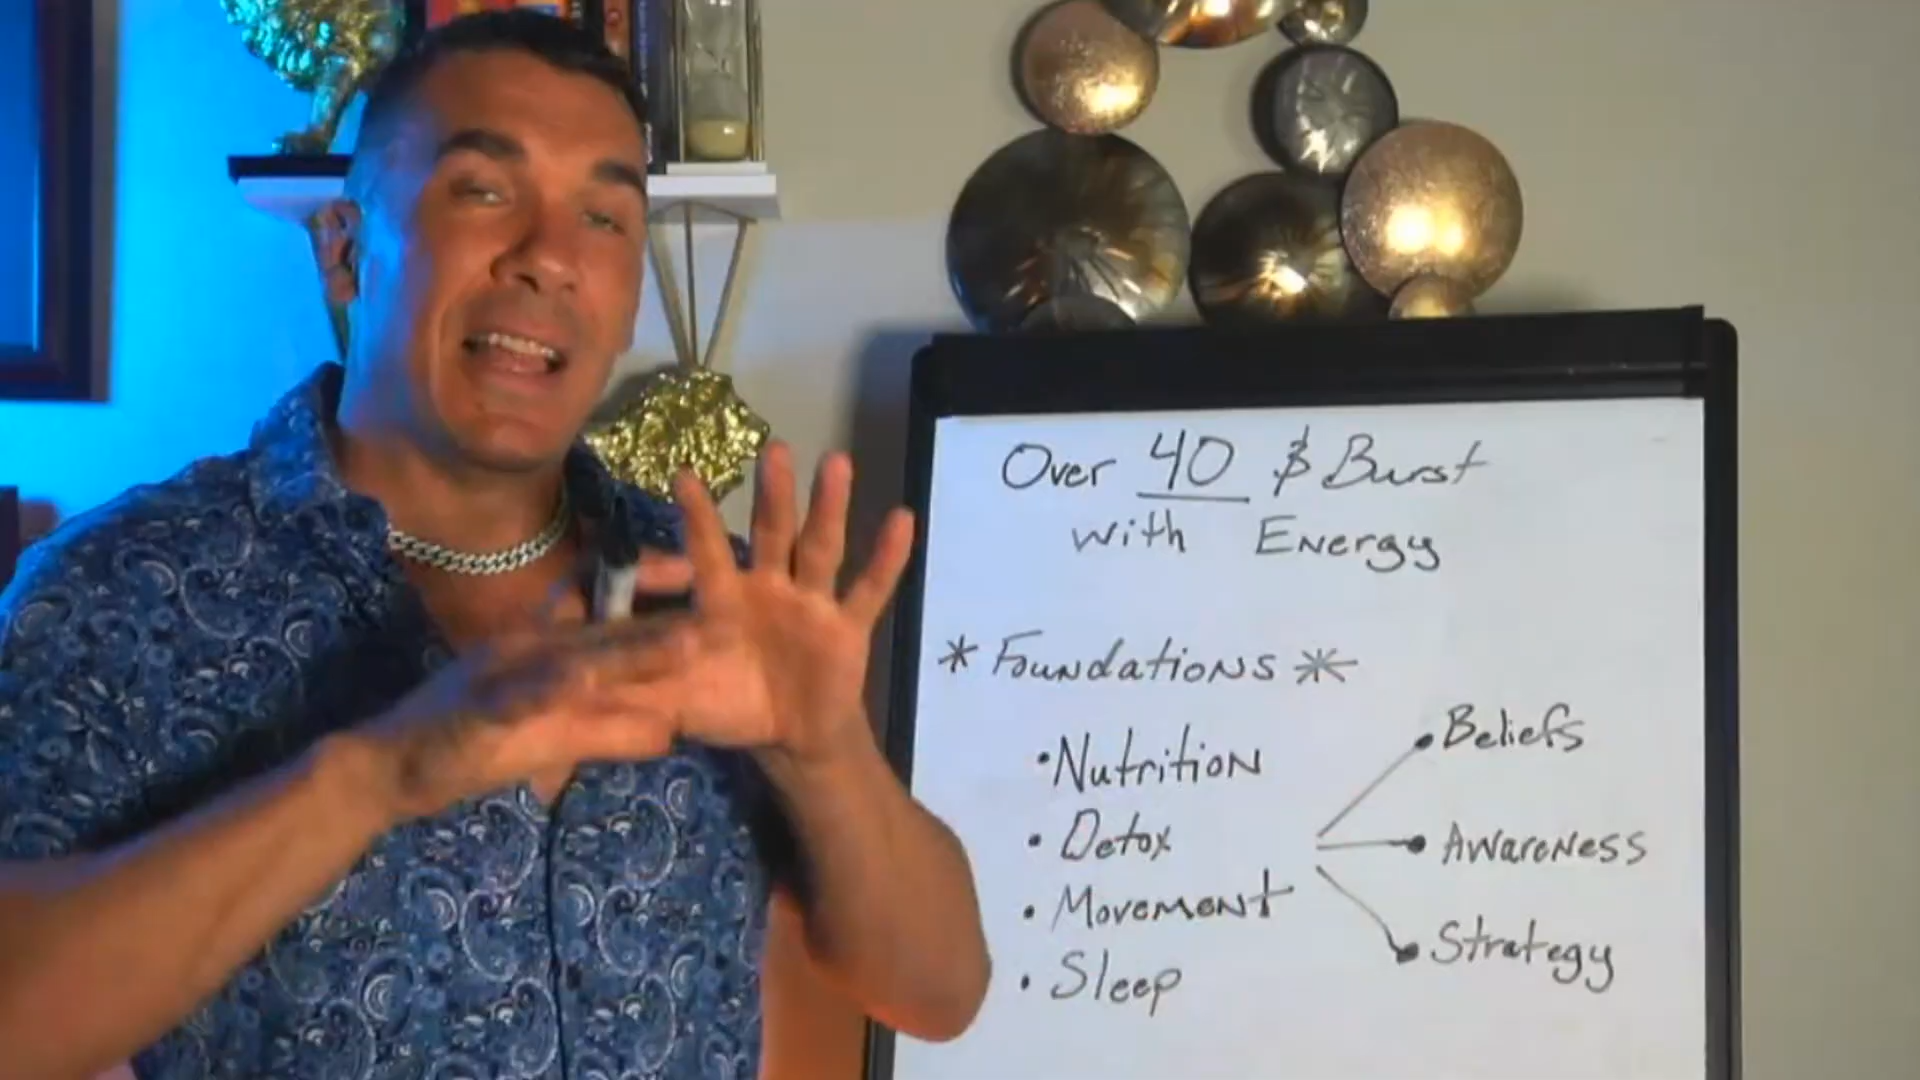 Over 40 & Burst
with Energy
* Foundations *
• Nutrition
• Detox
• Movement
• Sleep
• Beliefs
• Awareness
• Strategy